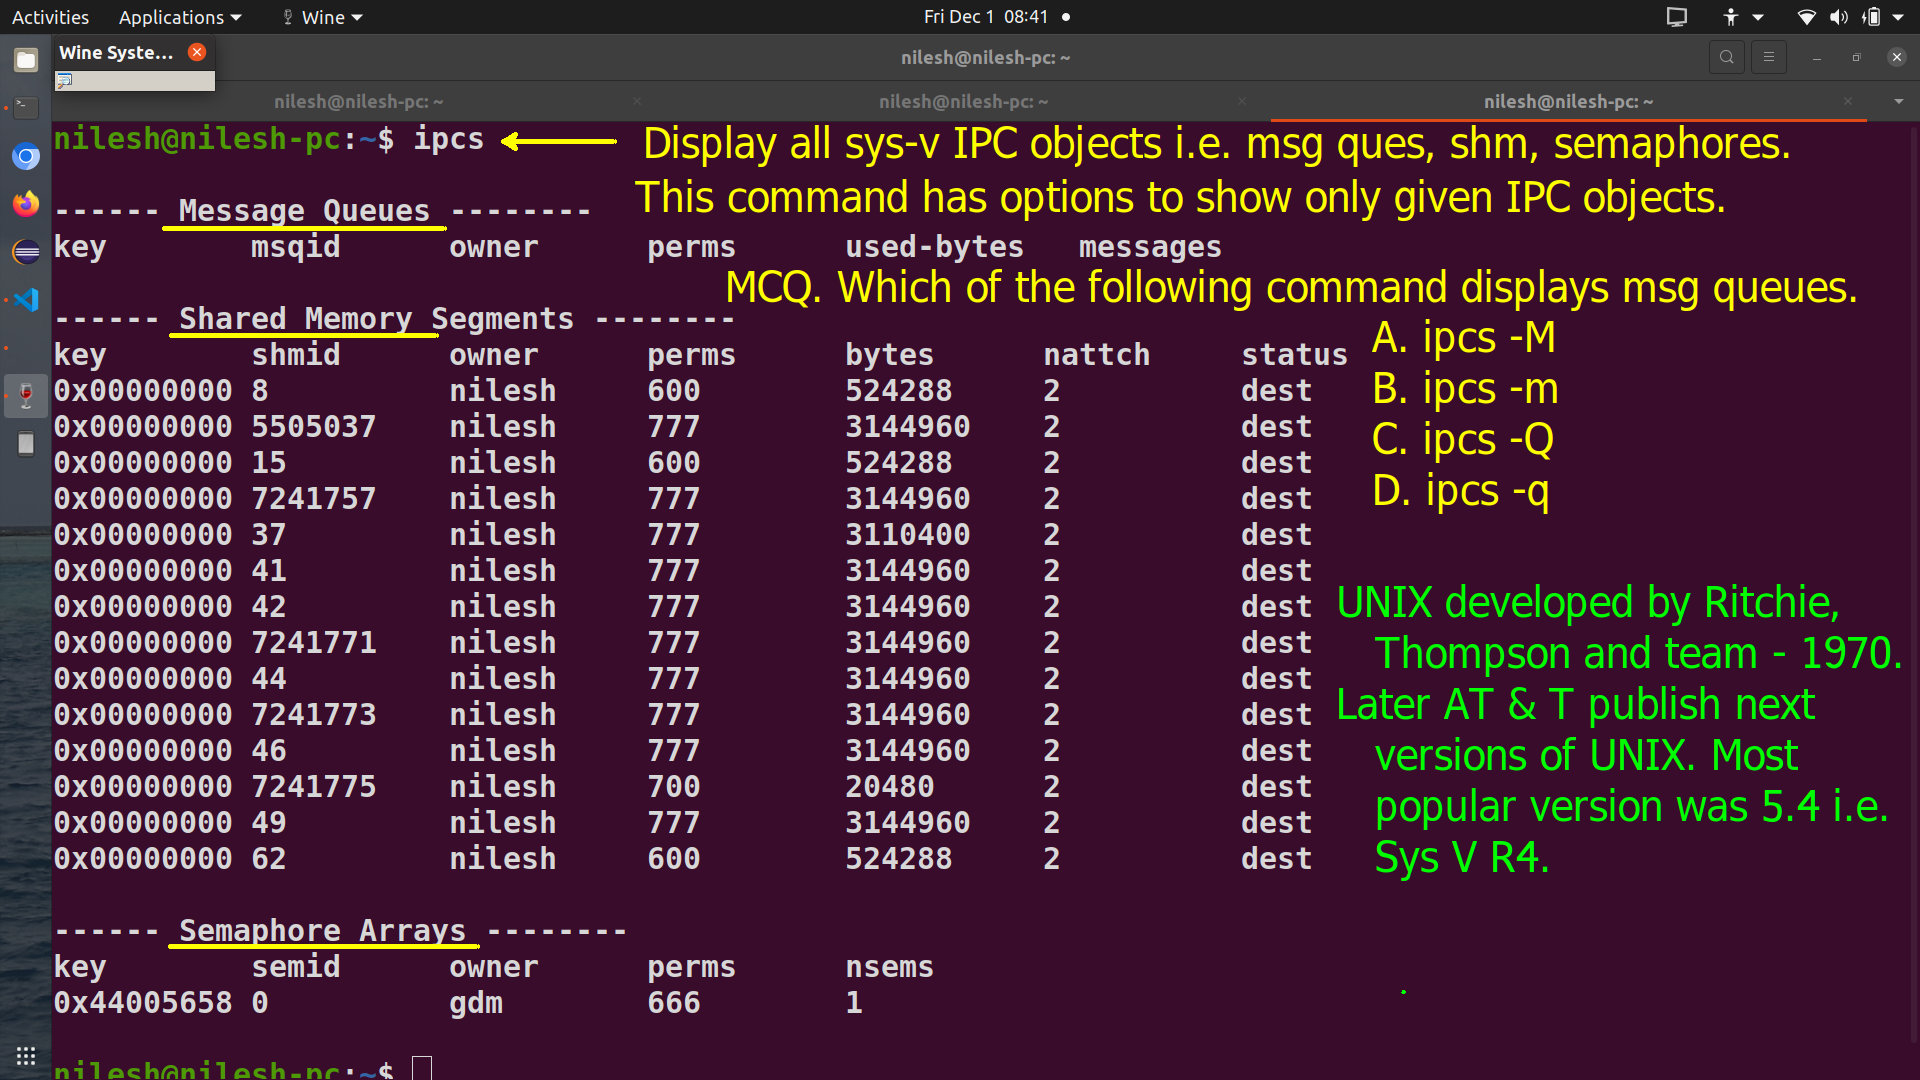 Activities Applications Wine Fri Dec 1 08:41
Wine Syste...
nilesh@nilesh-pc: ~
nilesh@nilesh-pc: ~ nilesh@nilesh-pc: ~ nilesh@nilesh-pc: ~
nilesh@nilesh-pc:~$ ipcs
Display all sys-v IPC objects i.e. msg ques, shm, semaphores.
This command has options to show only given IPC objects.
------ Message Queues --------
key msqid owner perms used-bytes messages
MCQ. Which of the following command displays msg queues.
A. ipcs -M
B. ipcs -m
C. ipcs -Q
D. ipcs -q
------ Shared Memory Segments --------
key shmid owner perms bytes nattch status
0x00000000 8 nilesh 600 524288 2 dest
0x00000000 5505037 nilesh 777 3144960 2 dest
0x00000000 15 nilesh 600 524288 2 dest
0x00000000 7241757 nilesh 777 3144960 2 dest
0x00000000 37 nilesh 777 3110400 2 dest
0x00000000 41 nilesh 777 3144960 2 dest
0x00000000 42 nilesh 777 3144960 2 dest
0x00000000 7241771 nilesh 777 3144960 2 dest
0x00000000 44 nilesh 777 3144960 2 dest
0x00000000 7241773 nilesh 777 3144960 2 dest
0x00000000 46 nilesh 777 3144960 2 dest
0x00000000 7241775 nilesh 700 20480 2 dest
0x00000000 49 nilesh 777 3144960 2 dest
0x00000000 62 nilesh 600 524288 2 dest
UNIX developed by Ritchie,
Thompson and team - 1970.
Later AT & T publish next
versions of UNIX. Most
popular version was 5.4 i.e.
Sys V R4.
------ Semaphore Arrays --------
key semid owner perms nsems
0x44005658 0 gdm 666 1
nilesh@nilesh-pc:~$